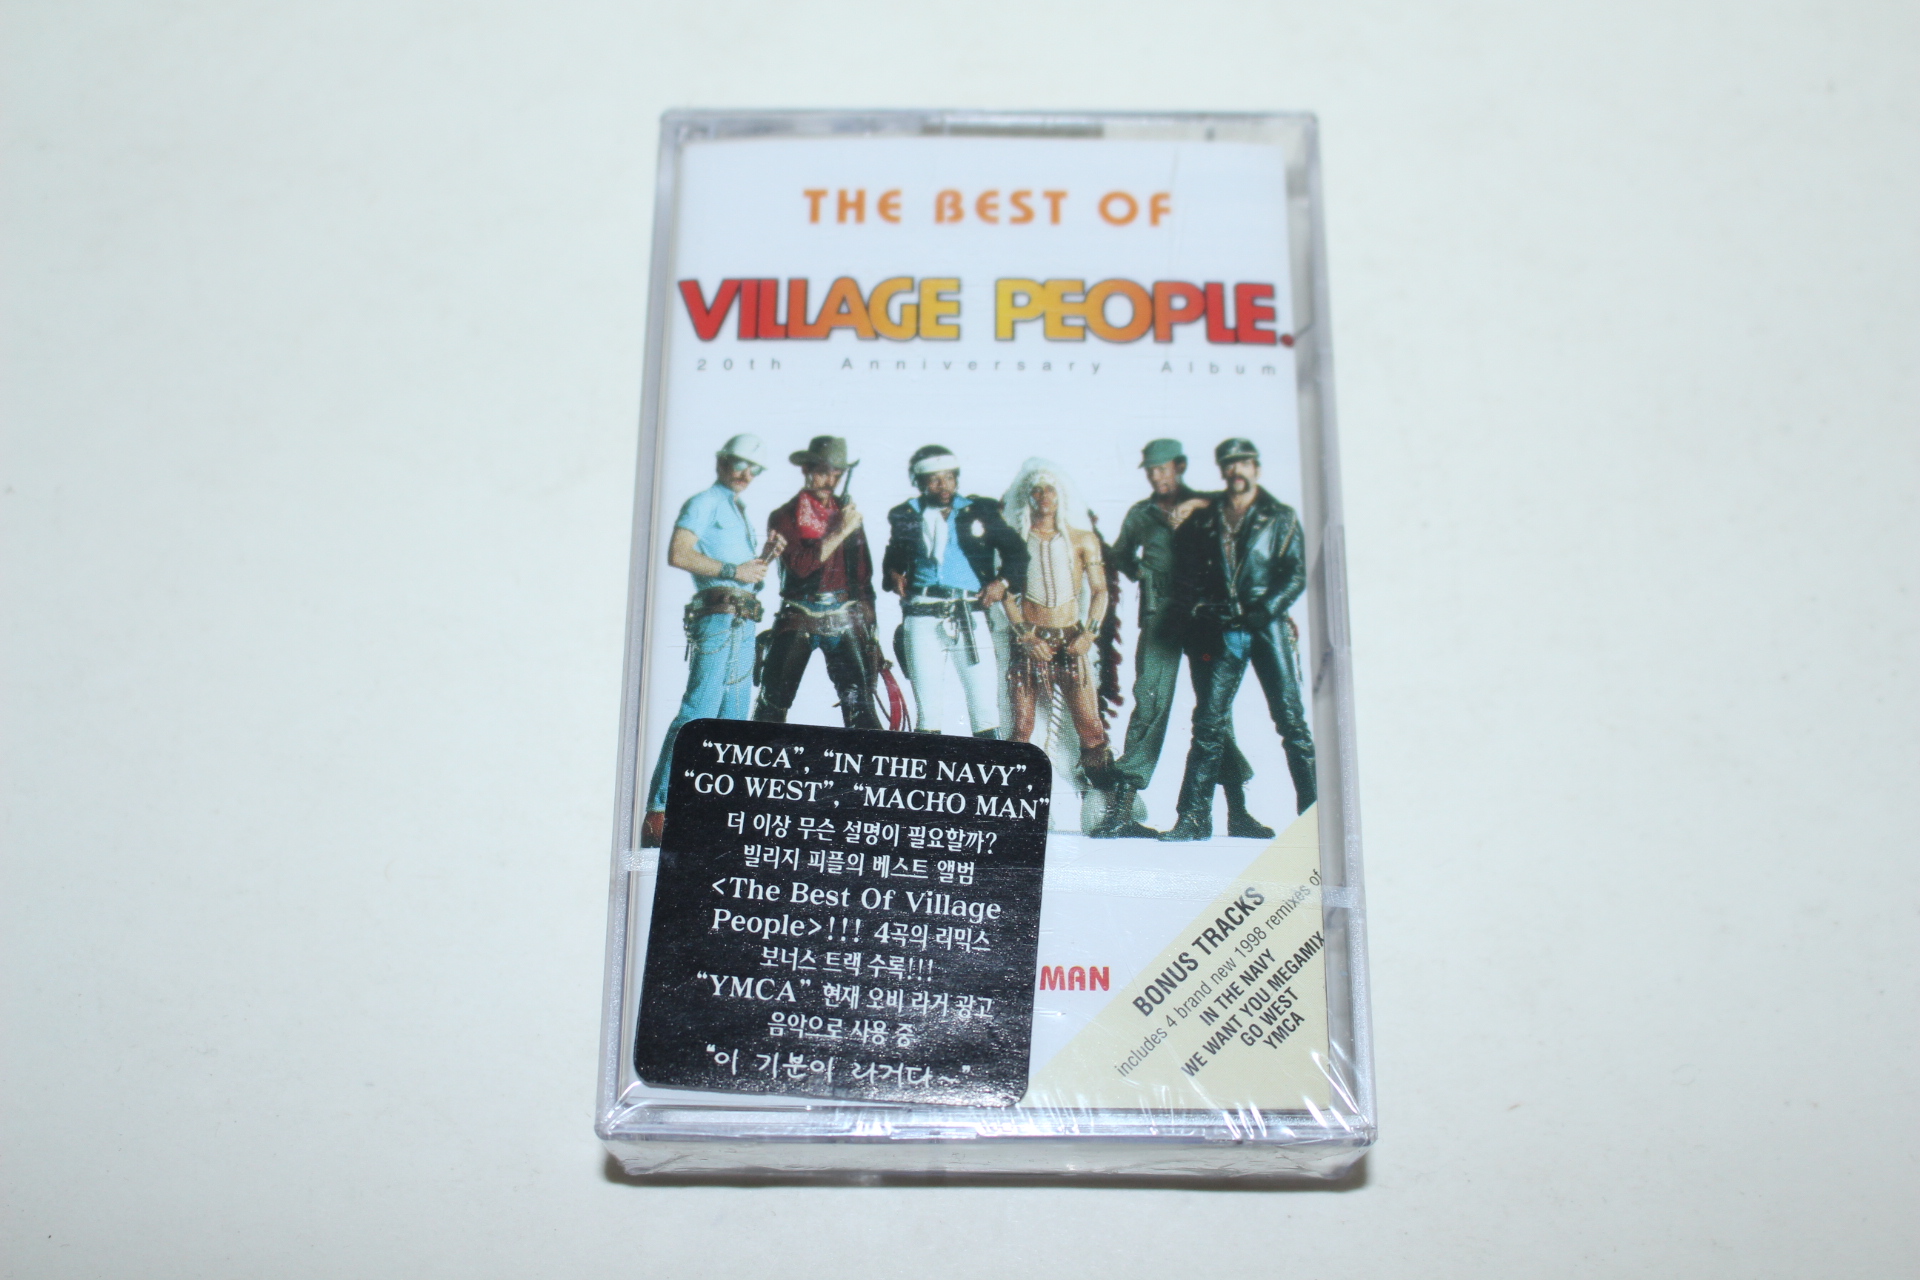 THE BEST OF
VILLAGE PEOPLE.
20th Anniversary Album
"YMCA", "IN THE NAVY",
"GO WEST", "MACHO MAN"
더 이상 무슨 설명이 필요할까?
빌리지 피플의 베스트 앨범
<The Best Of Village
People>!!! 4곡의 리믹스
보너스 트랙 수록!!!
"YMCA" 현재 오비 라거 광고
음악으로 사용 중
"이 기분이 라거다~"
MAN
BONUS TRACKS
includes 4 brand new 1998 remixes of
IN THE NAVY
WE WANT YOU MEGAMIX
GO WEST
YMCA